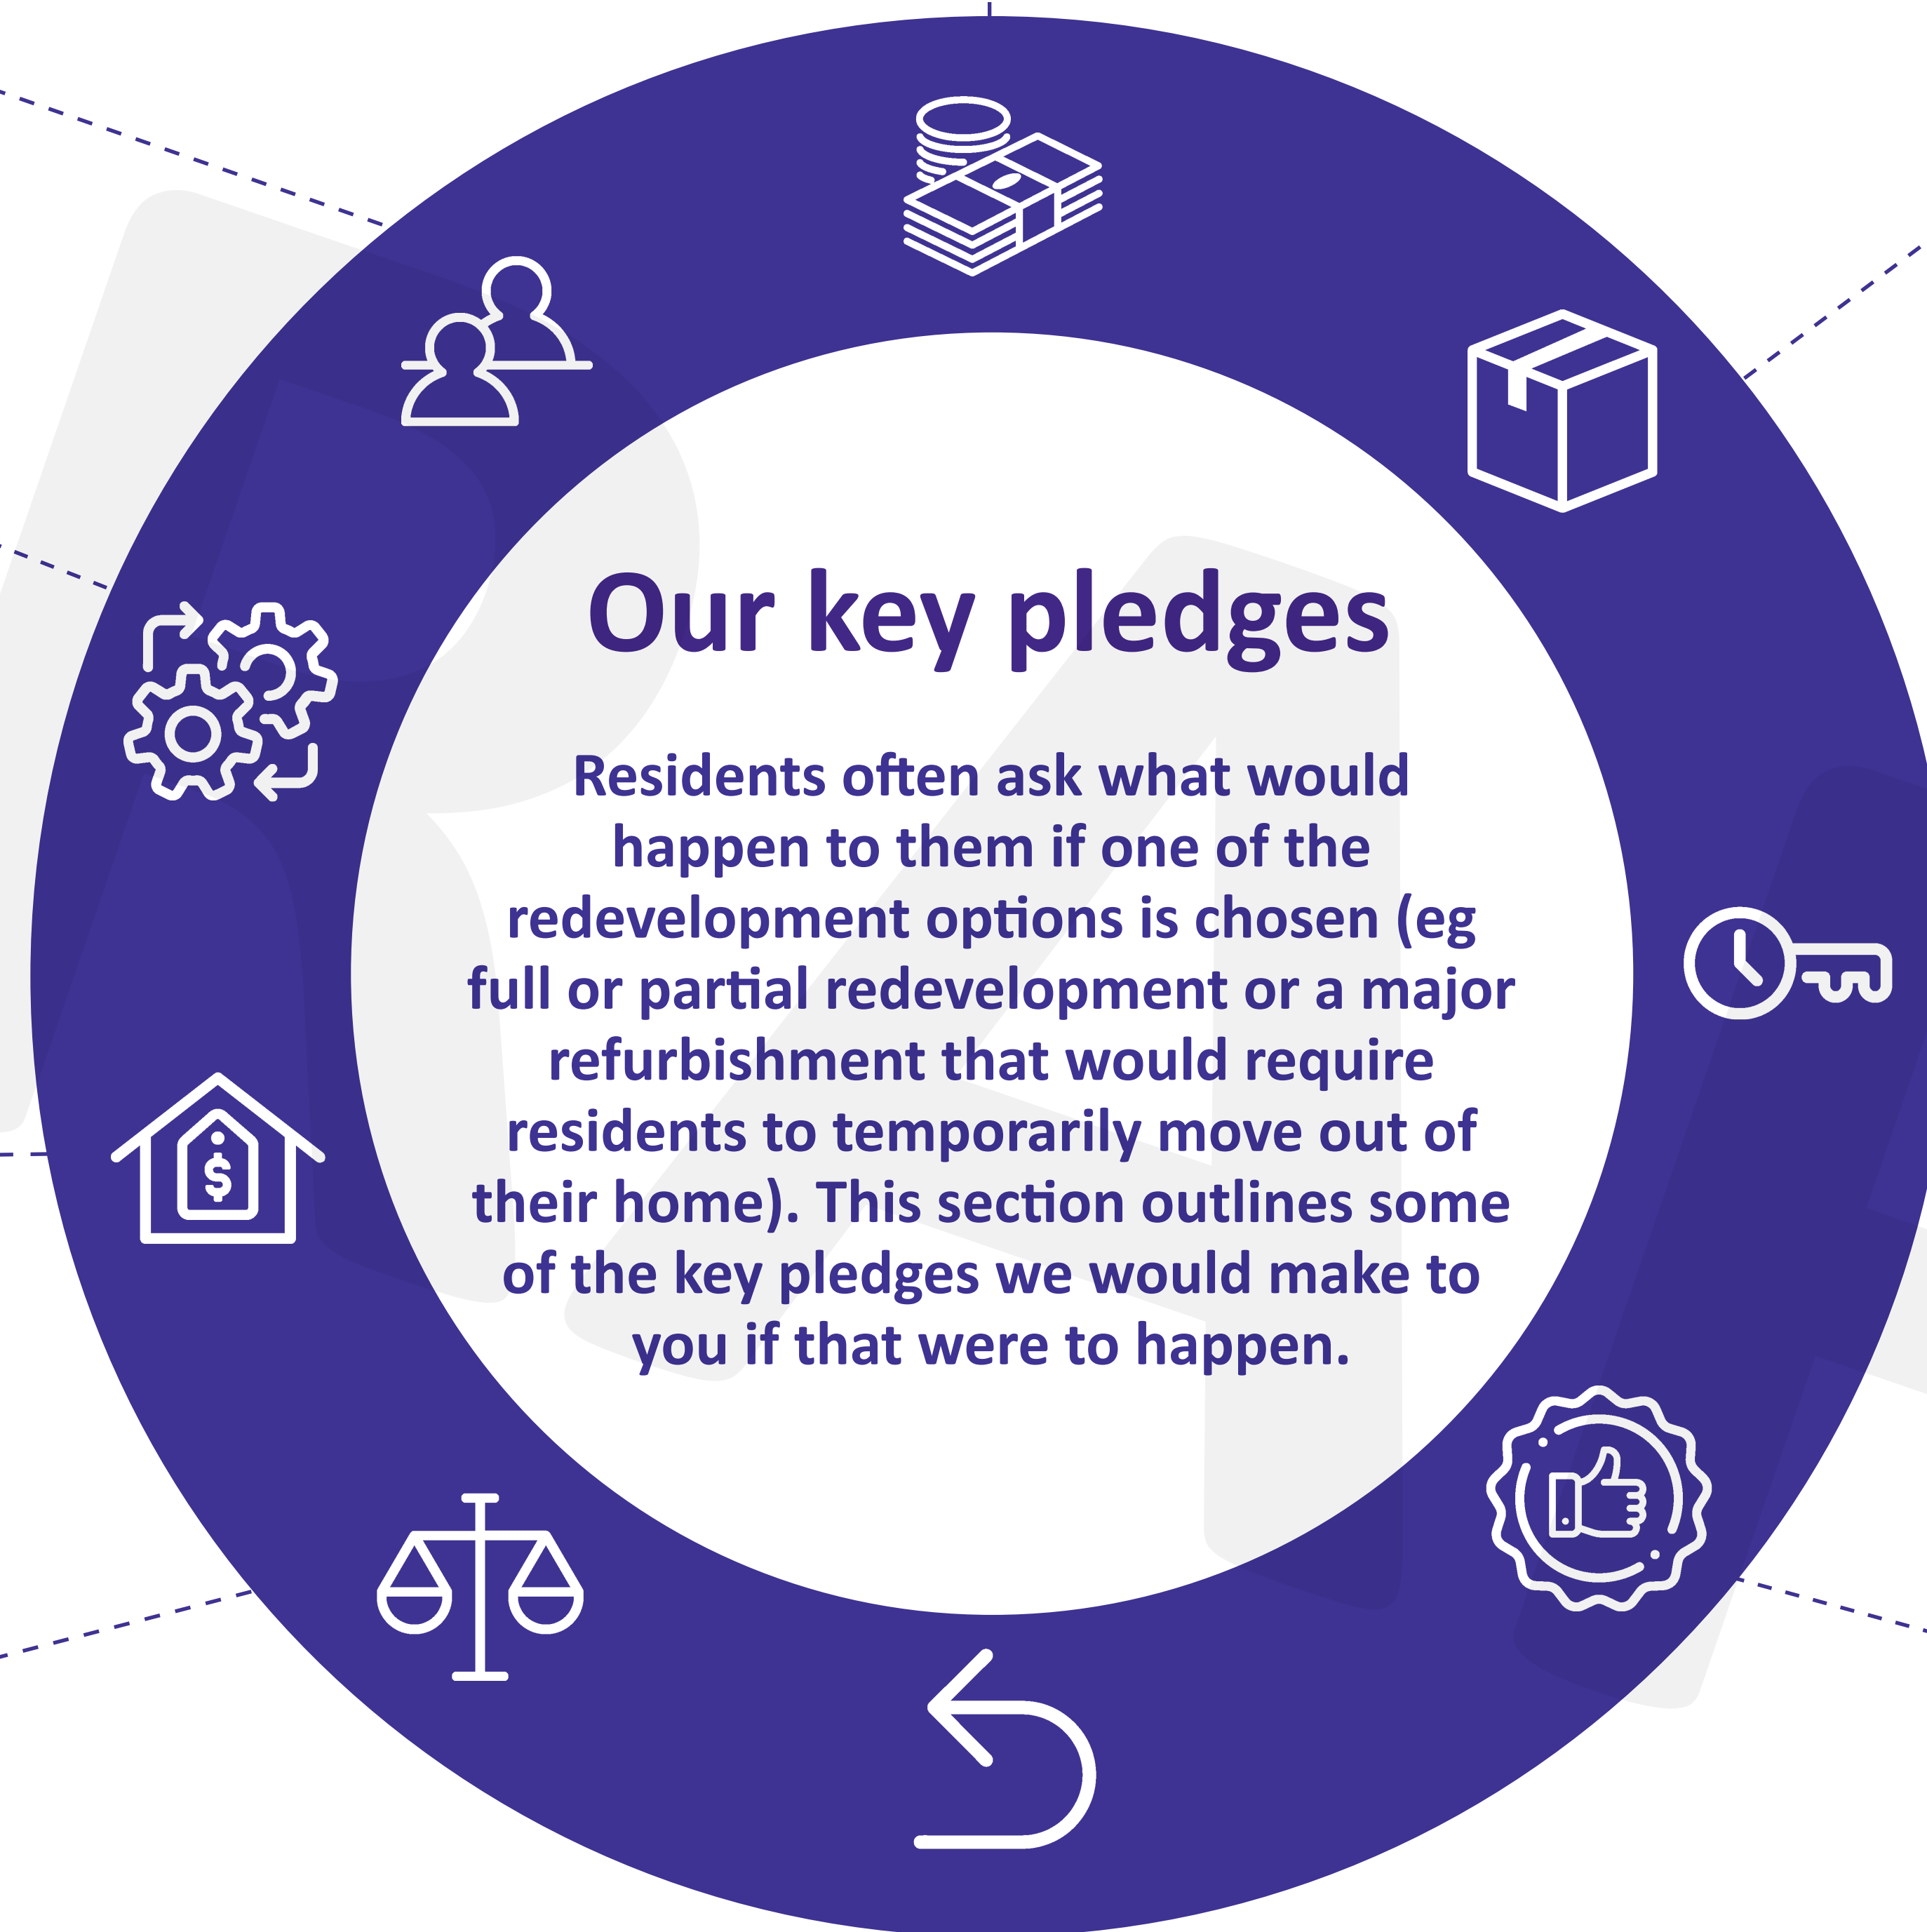 Our key pledges
Residents often ask what would
happen to them if one of the
redevelopment options is chosen (eg
full or partial redevelopment or a major
refurbishment that would require
residents to temporarily move out of
their home). This section outlines some
of the key pledges we would make to
you if that were to happen.
$